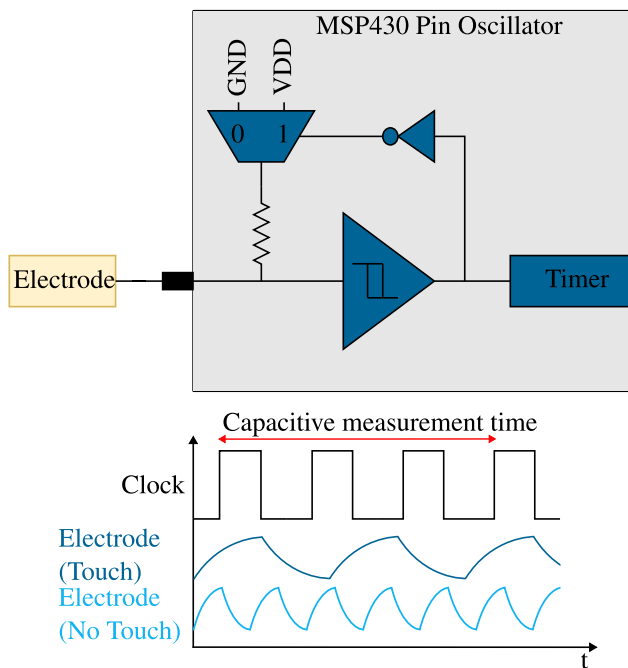 MSP430 Pin Oscillator
GND
VDD
0
1
Electrode
Timer
Capacitive measurement time
Clock
Electrode
(Touch)
Electrode
(No Touch)
t